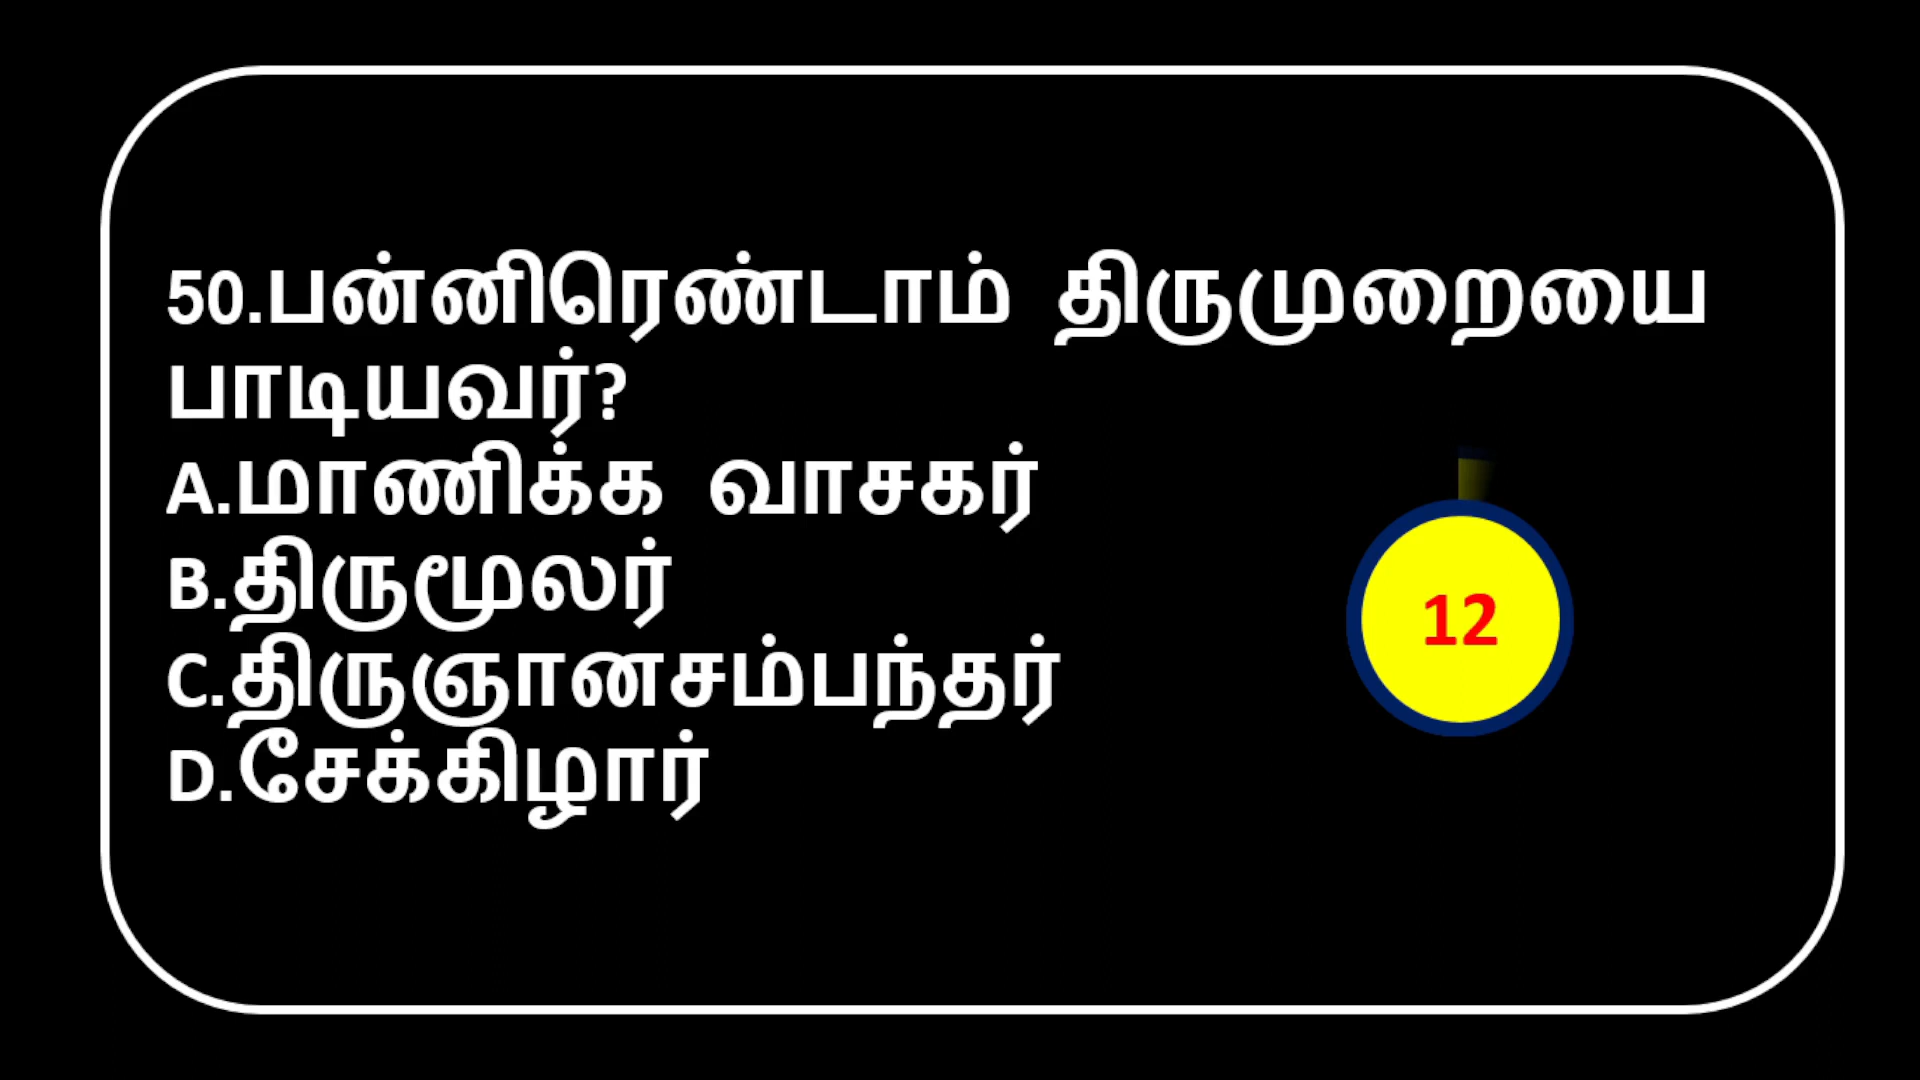 50.பன்னிரெண்டாம் திருமுறையை
பாடியவர்?
A.மாணிக்க வாசகர்
B.திருமூலர்
C.திருஞானசம்பந்தர்
D.சேக்கிழார்
12